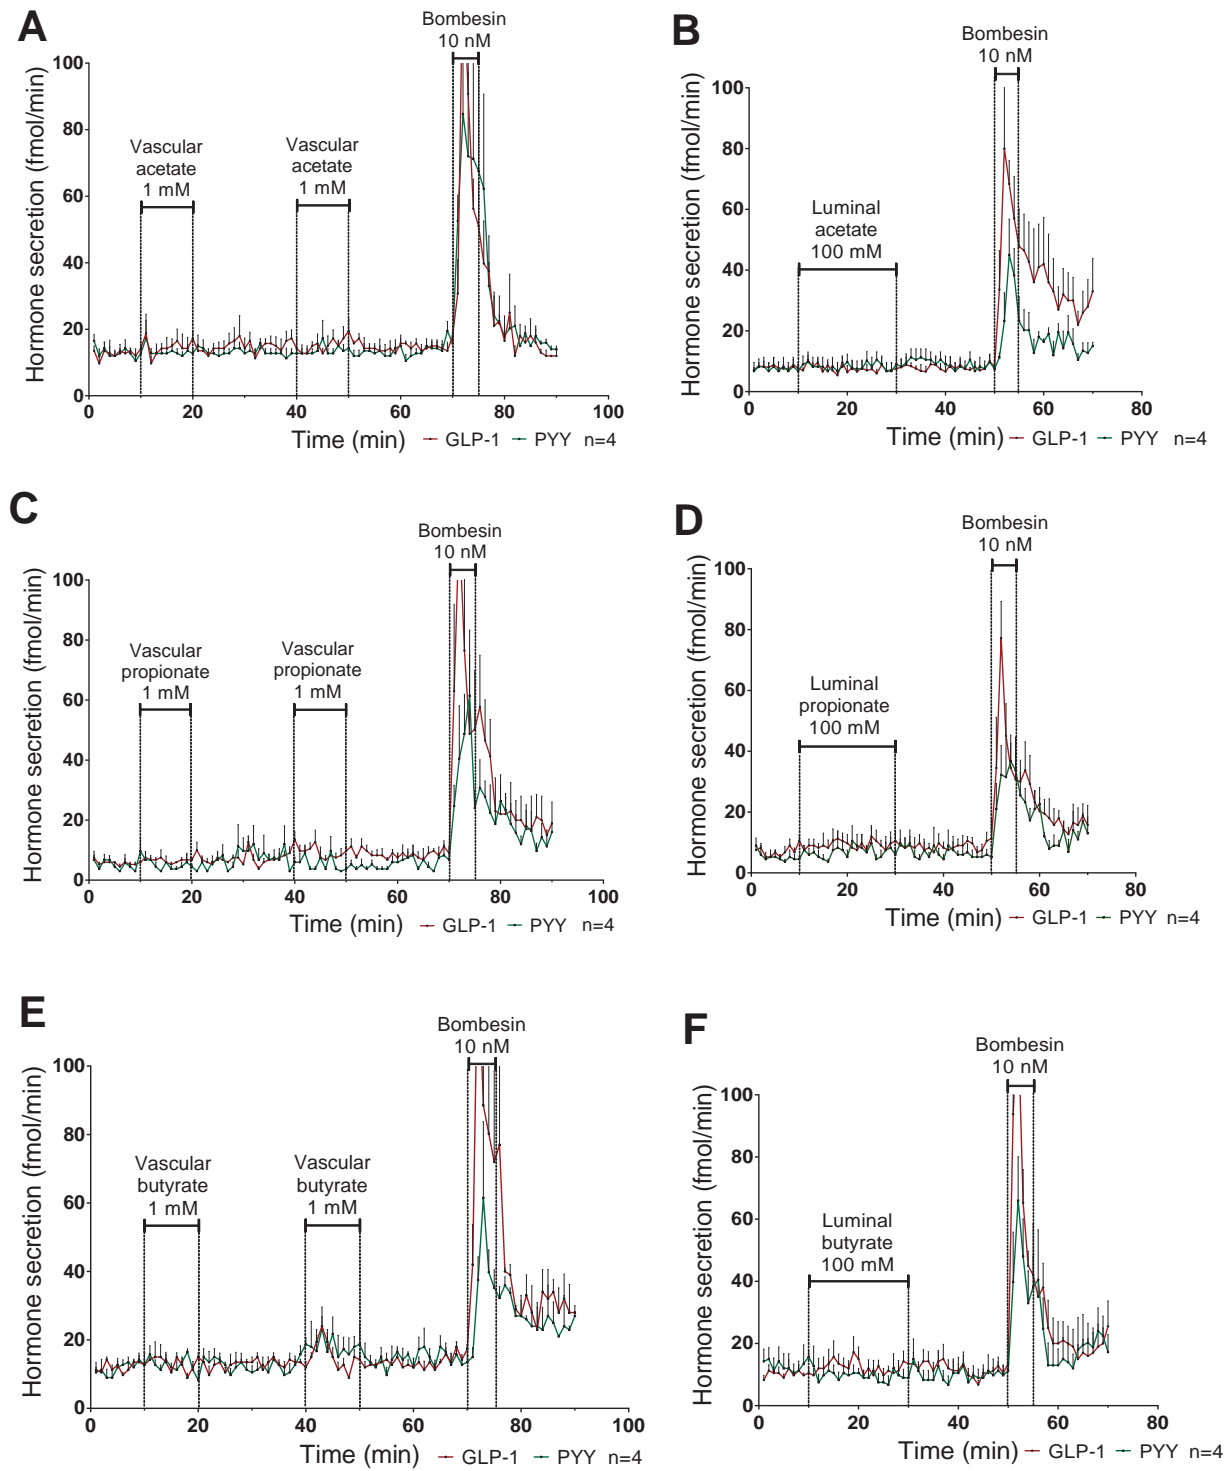 A
Bombesin
10 nM
Vascular
acetate
1 mM
Vascular
acetate
1 mM
Hormone secretion (fmol/min)
100
80
60
40
20
0
0 20 40 60 80 100
Time (min)
GLP-1 PYY n=4
B
Bombesin
10 nM
Luminal
acetate
100 mM
Hormone secretion (fmol/min)
100
80
60
40
20
0
0 20 40 60 80
Time (min)
GLP-1 PYY n=4
C
Bombesin
10 nM
Vascular
propionate
1 mM
Vascular
propionate
1 mM
Hormone secretion (fmol/min)
100
80
60
40
20
0
0 20 40 60 80 100
Time (min)
GLP-1 PYY n=4
D
Bombesin
10 nM
Luminal
propionate
100 mM
Hormone secretion (fmol/min)
100
80
60
40
20
0
0 20 40 60 80
Time (min)
GLP-1 PYY n=4
E
Bombesin
10 nM
Vascular
butyrate
1 mM
Vascular
butyrate
1 mM
Hormone secretion (fmol/min)
100
80
60
40
20
0
0 20 40 60 80 100
Time (min)
GLP-1 PYY n=4
F
Bombesin
10 nM
Luminal
butyrate
100 mM
Hormone secretion (fmol/min)
100
80
60
40
20
0
0 20 40 60 80
Time (min)
GLP-1 PYY n=4